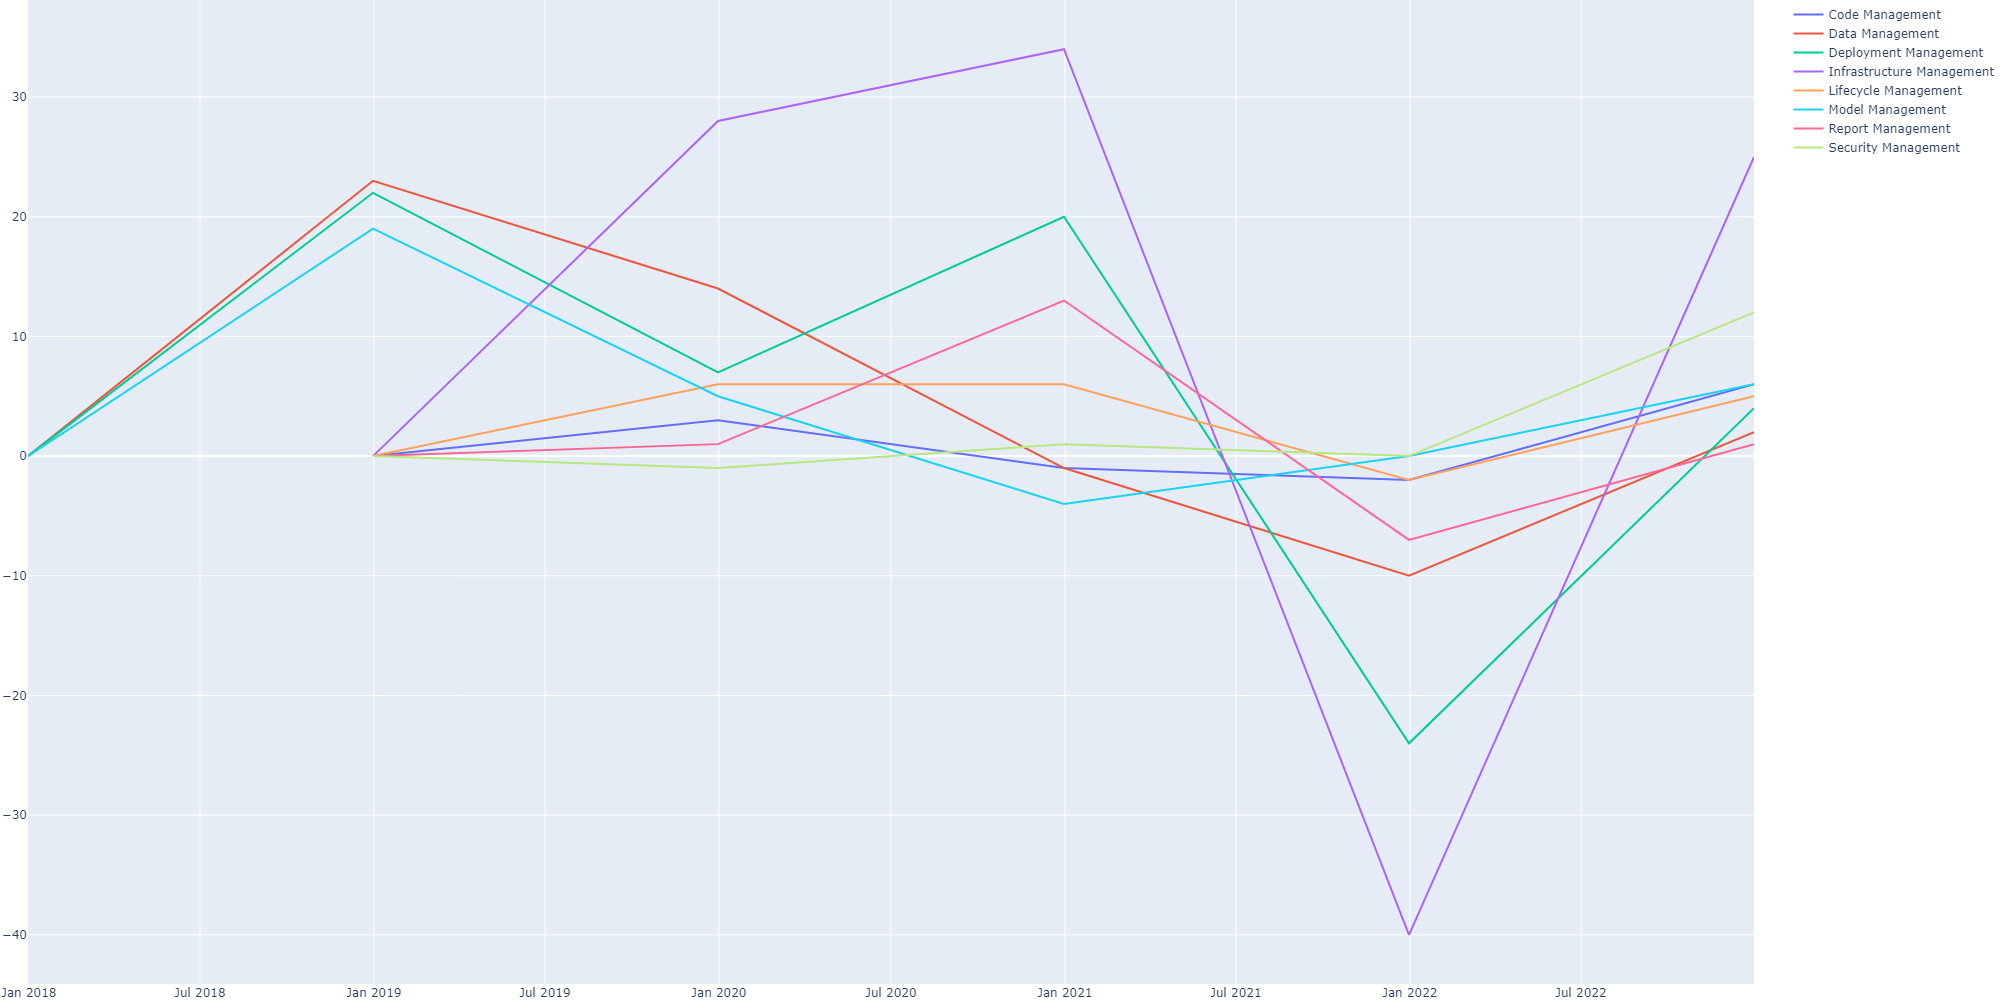 Code Management
Data Management
Deployment Management
Infrastructure Management
Lifecycle Management
Model Management
Report Management
Security Management
30
20
10
0
−10
−20
−30
−40
Jan 2018 Jul 2018 Jan 2019 Jul 2019 Jan 2020 Jul 2020 Jan 2021 Jul 2021 Jan 2022 Jul 2022